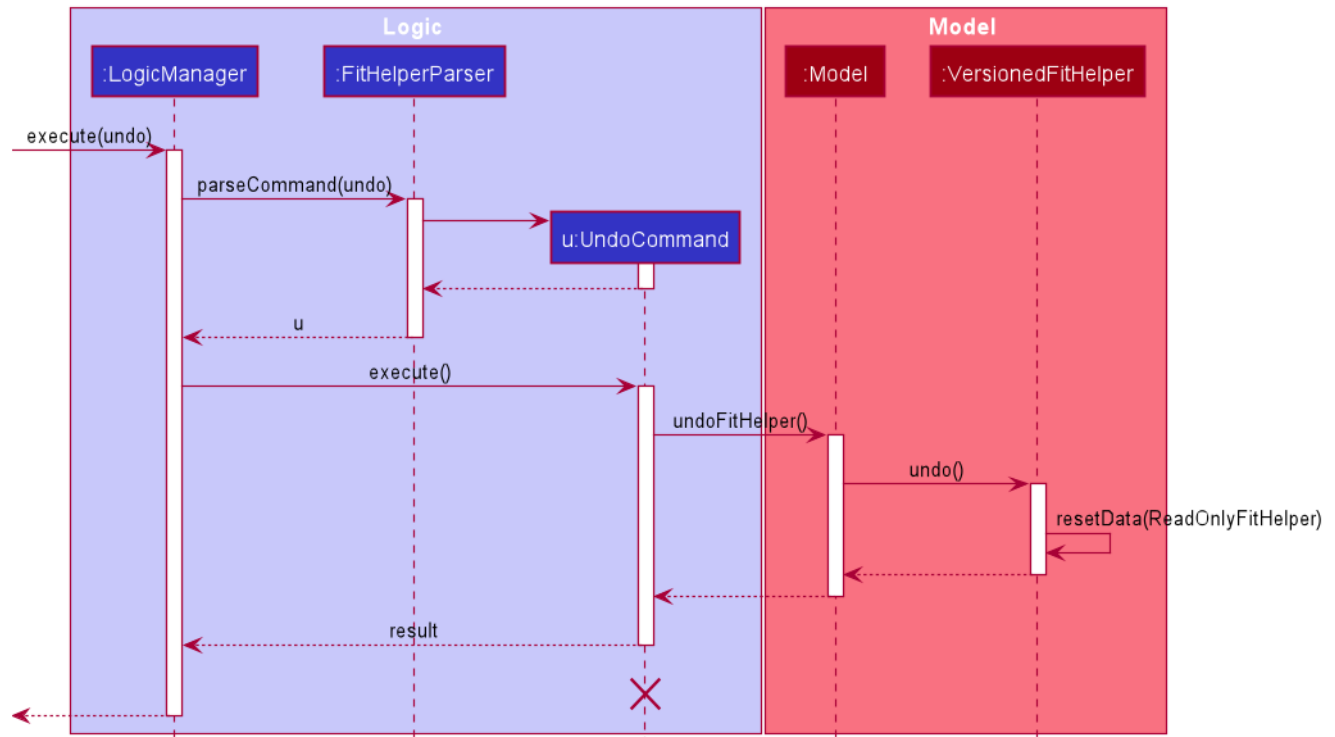 Logic
Model
:LogicManager
:FitHelperParser
:Model
:VersionedFitHelper
execute(undo)
parseCommand(undo)
u:UndoCommand
u
execute()
undoFitHelper()
undo()
resetData(ReadOnlyFitHelper)
result